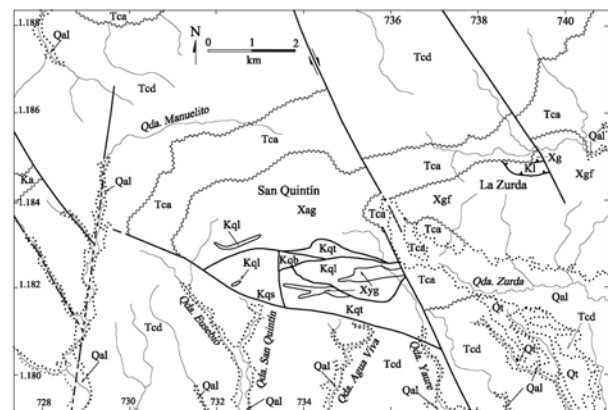 736 738 740
1.188
Qal
N
0 1 2
km
Tcd
Tcd
Tca
Tcd
Tca
1.186
Qda. Manuelito
Tca
Qal
Qal
Tca
Xg
Kl
Ka
San Quintín
La Zurda
Xgf
Xgf
1.184
Xag
Tca
Tca
Tca
Kql
Kqt
Tca
Kqb
Kql
Kql
Xyg
Tca
Qda. Zurda
1.182
Kqs
Kqt
Qal
Qt
Tcd
Qda. Eusebio
Qda. San Quintín
Qda. Agua Viva
Qda. Yaure
Tcd
Tcd
Tcd
Qt
Qal
Qal
Qal
Qal
Qal
1.180
728 730 732 734